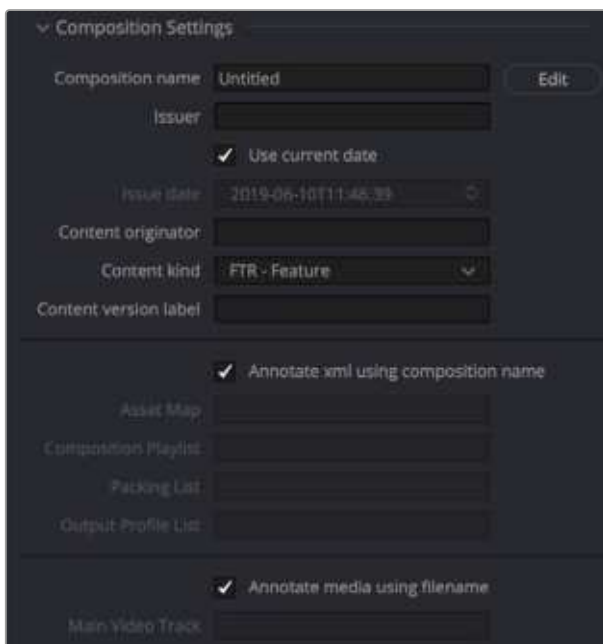 Composition Settings
Composition name Untitled Edit
Issuer
Use current date
Issue date 2019-06-10T11:46:39
Content originator
Content kind FTR - Feature
Content version label
Annotate xml using composition name
Asset Map
Composition Playlist
Packing List
Output Profile List
Annotate media using filename
Main Video Track